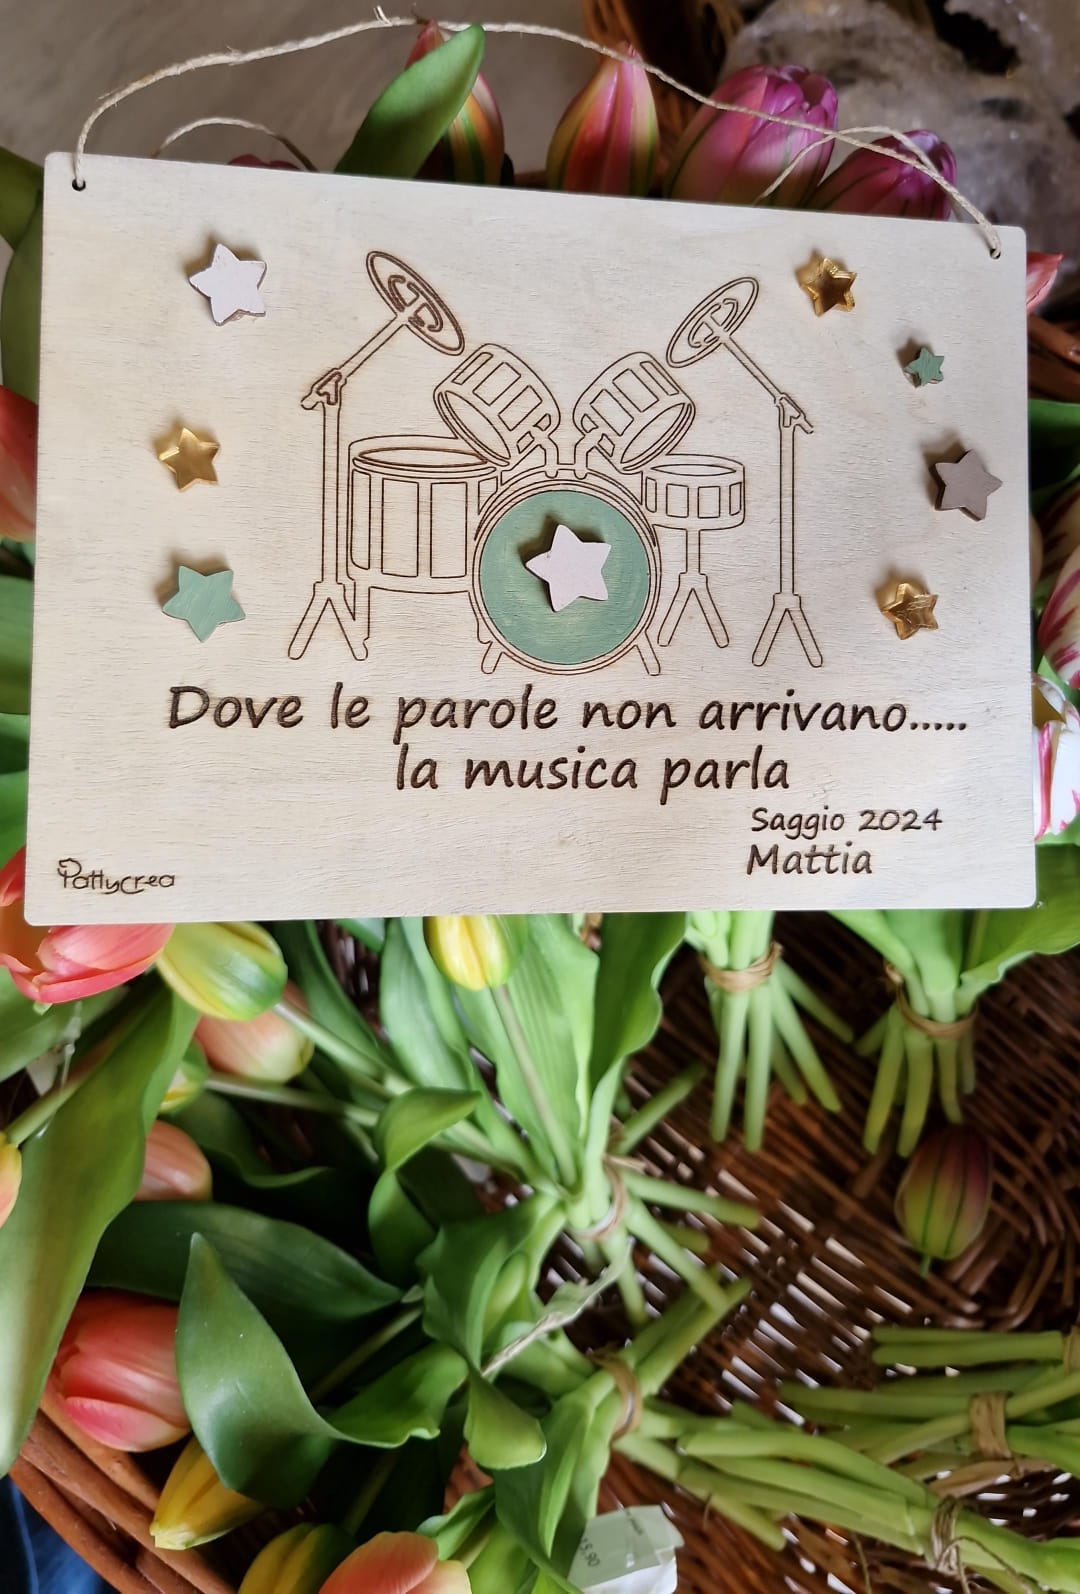 Dove le parole non arrivano.....
la musica parla
Saggio 2024
Mattia
Pattycrea